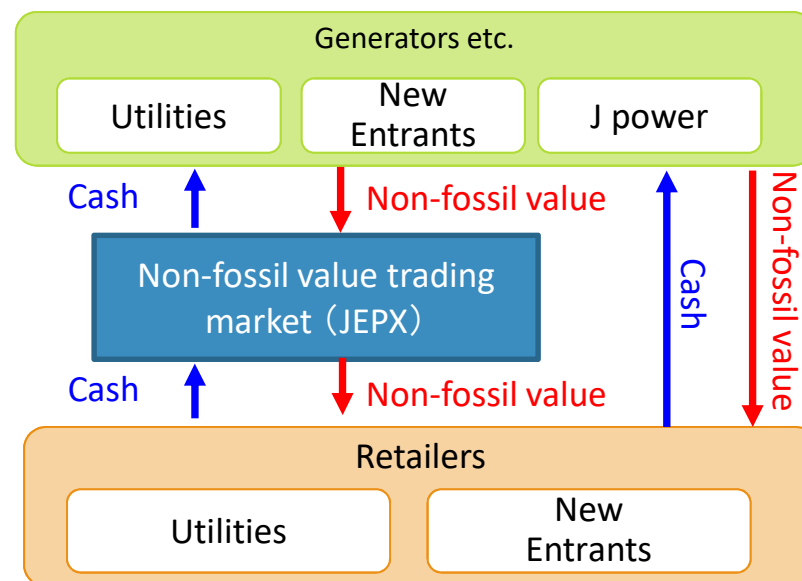 Generators etc.
Utilities
New
Entrants
J power
Cash
Non-fossil value
Non-fossil value trading
market（JEPX）
Cash
Non-fossil value
Cash
Non-fossil value
Retailers
Utilities
New
Entrants